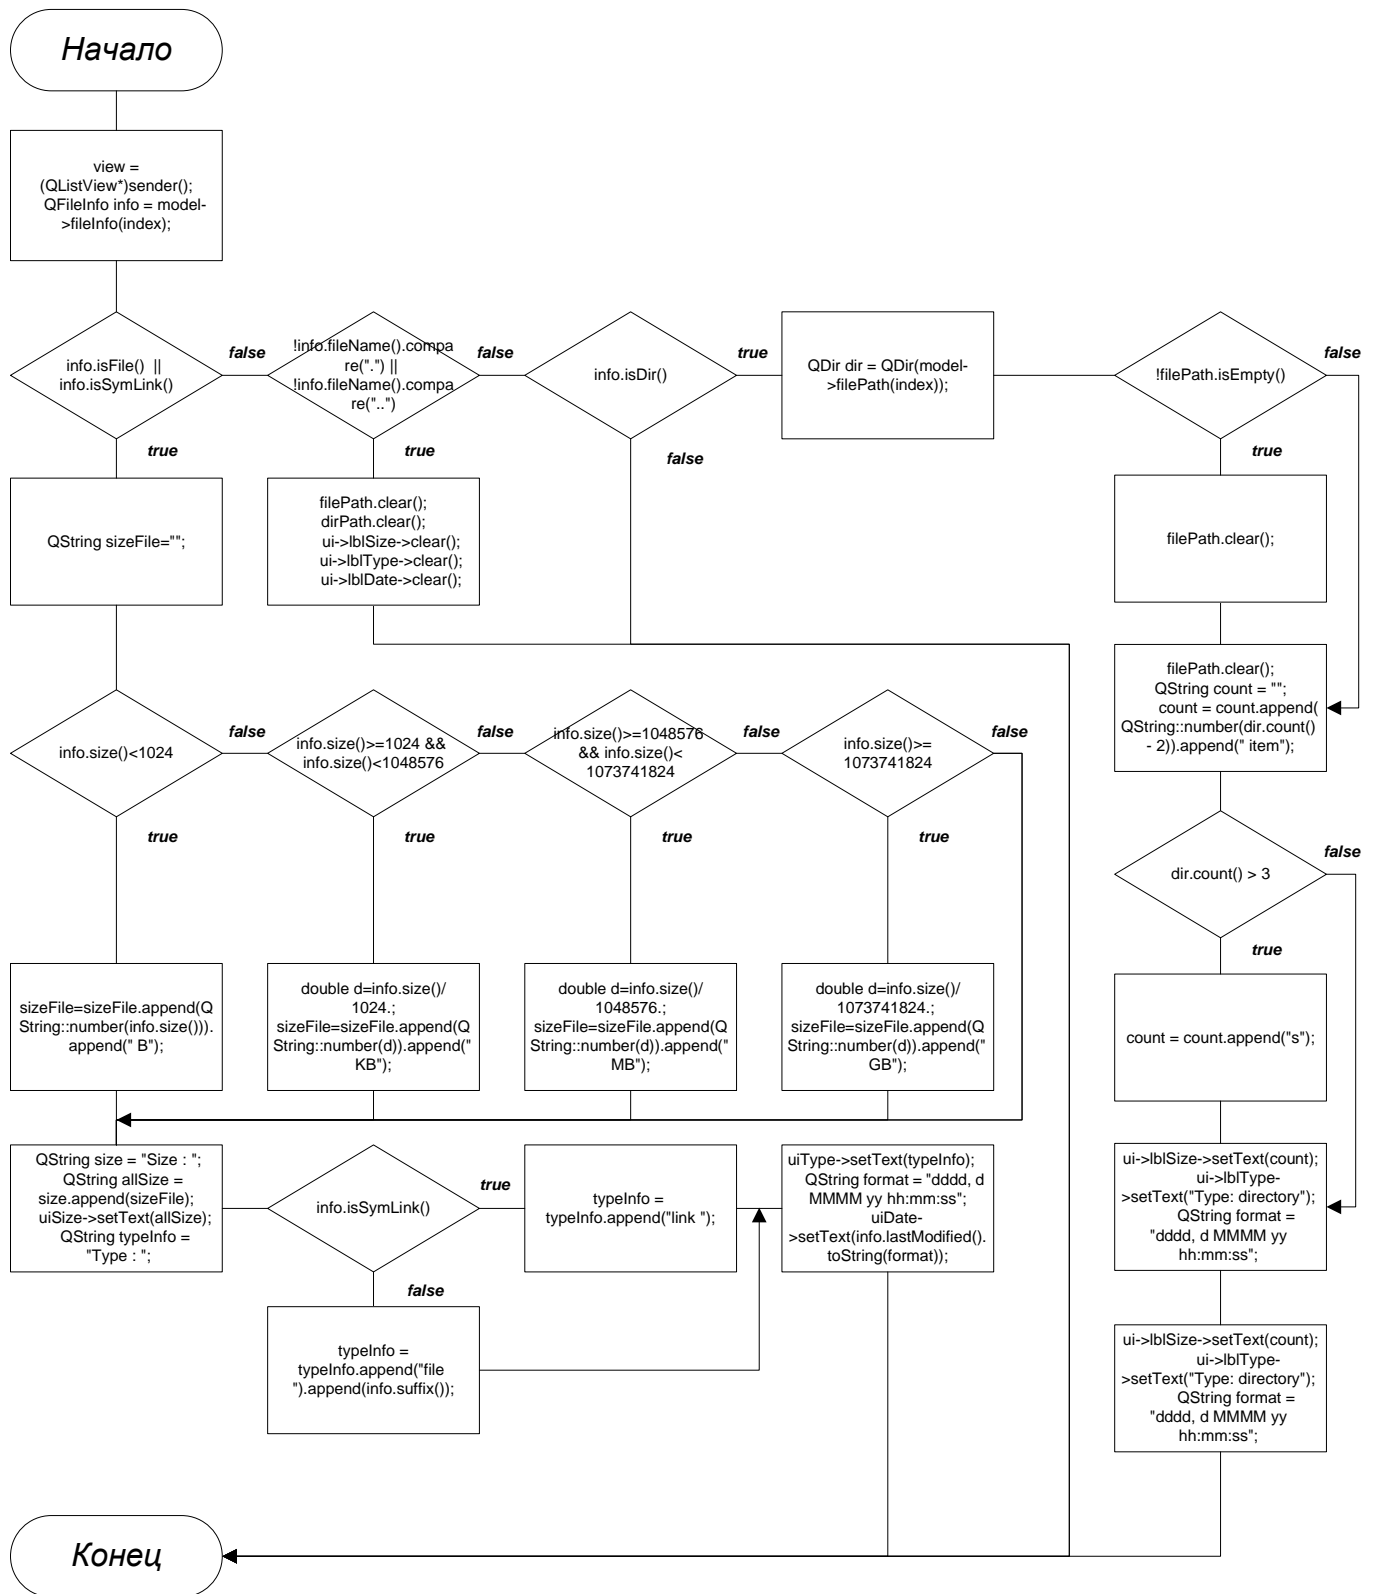 Начало
view =
(QListView*)sender();
QFileInfo info = model-
>fileInfo(index);
info.isFile() ||
info.isSymLink()
false
true
!info.fileName().compa
re(".") ||
!info.fileName().compa
re("..")
false
true
info.isDir()
true
false
QDir dir = QDir(model-
>filePath(index));
!filePath.isEmpty()
false
true
QString sizeFile="";
filePath.clear();
dirPath.clear();
ui->lblSize->clear();
ui->lblType->clear();
ui->lblDate->clear();
filePath.clear();
filePath.clear();
QString count = "";
count = count.append(
QString::number(dir.count()
- 2)).append(" item");
info.size()<1024
false
true
info.size()>=1024 &&
info.size()<1048576
false
true
info.size()>=1048576
&& info.size()<
1073741824
false
true
info.size()>=
1073741824
false
true
dir.count() > 3
false
true
sizeFile=sizeFile.append(Q
String::number(info.size())).
append(" B");
double d=info.size()/
1024.;
sizeFile=sizeFile.append(Q
String::number(d)).append("
KB");
double d=info.size()/
1048576.;
sizeFile=sizeFile.append(Q
String::number(d)).append("
MB");
double d=info.size()/
1073741824.;
sizeFile=sizeFile.append(Q
String::number(d)).append("
GB");
count = count.append("s");
QString size = "Size : ";
QString allSize =
size.append(sizeFile);
uiSize->setText(allSize);
QString typeInfo =
"Type : ";
info.isSymLink()
true
false
typeInfo =
typeInfo.append("link ");
uiType->setText(typeInfo);
QString format = "dddd, d
MMMM yy hh:mm:ss";
uiDate-
>setText(info.lastModified().
toString(format));
ui->lblSize->setText(count);
ui->lblType-
>setText("Type: directory");
QString format =
"dddd, d MMMM yy
hh:mm:ss";
typeInfo =
typeInfo.append("file
").append(info.suffix());
ui->lblSize->setText(count);
ui->lblType-
>setText("Type: directory");
QString format =
"dddd, d MMMM yy
hh:mm:ss";
Конец